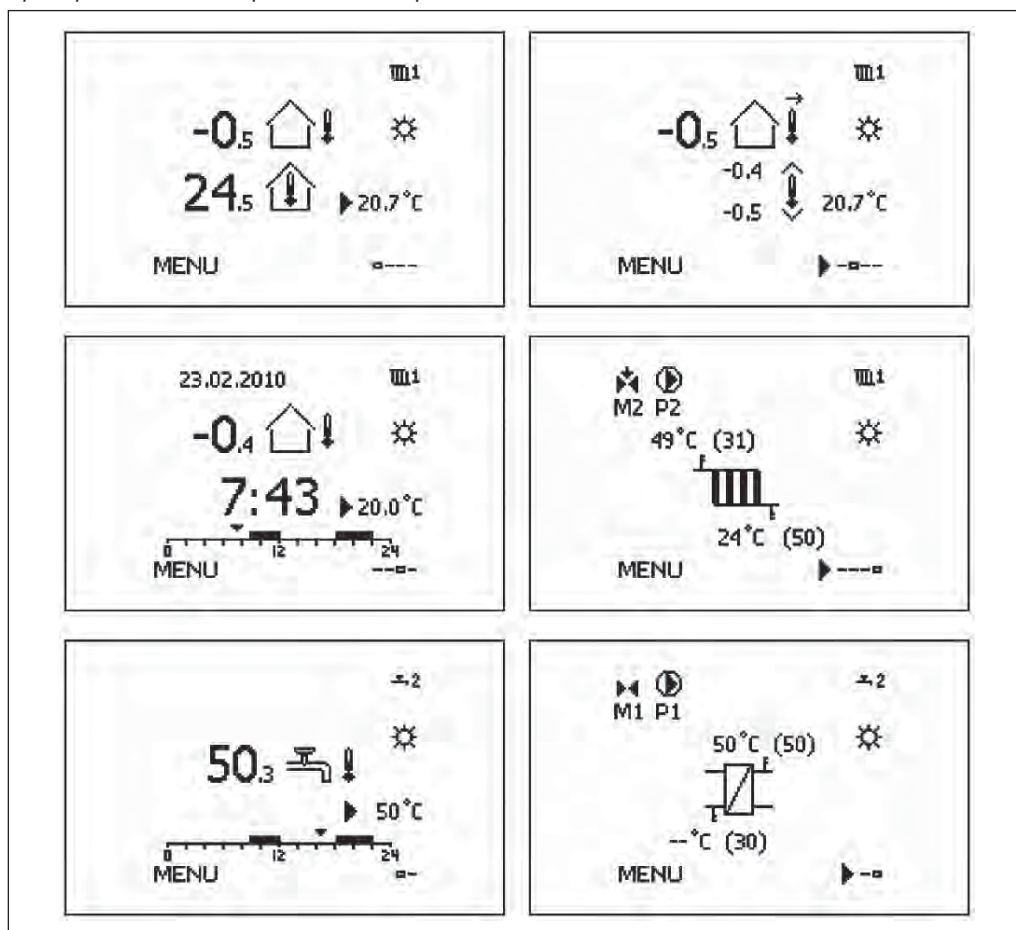 1
-0.5
24.5
20.7°C
MENU
1
-0.5
-0.4
-0.5
20.7°C
MENU
23.02.2010
1
-0.4
7:43
20.0°C
0 12 24
MENU
M2 P2
1
49°C (31)
24°C (50)
MENU
2
50.3
50°C
0 12 24
MENU
M1 P1
2
50°C (50)
--°C (30)
MENU